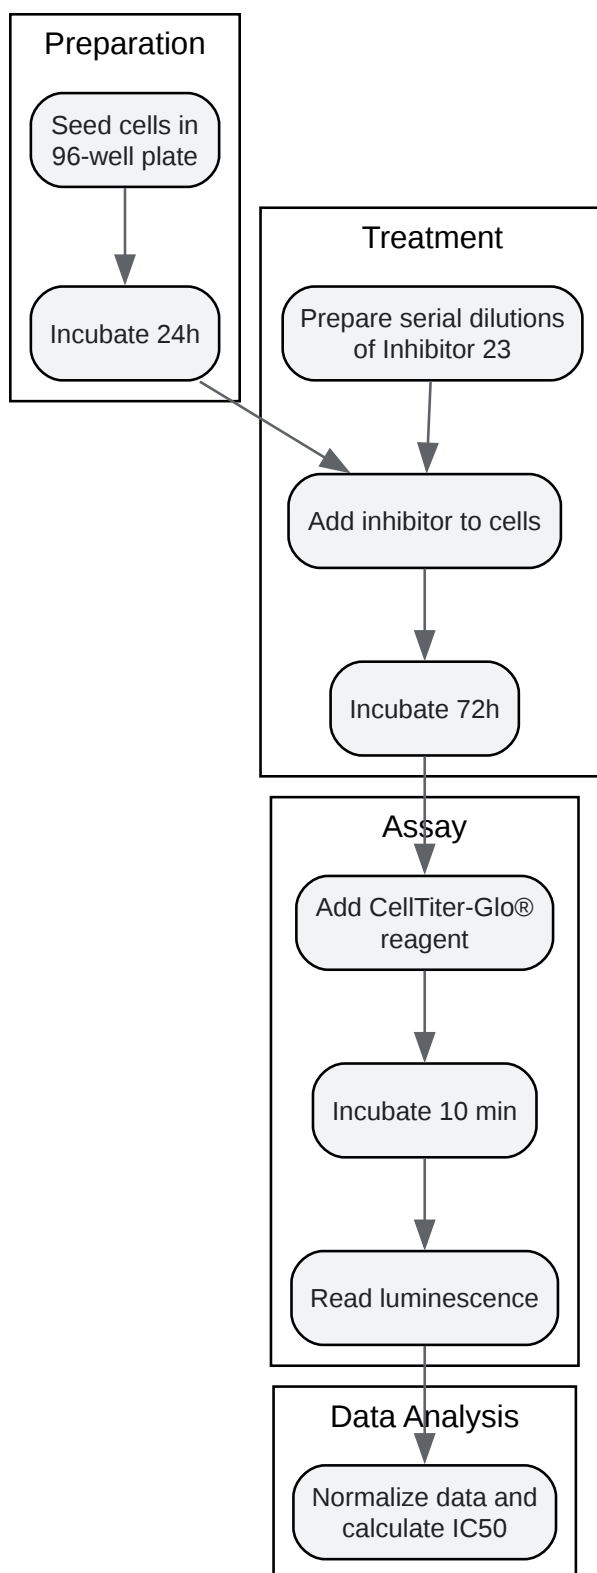 Preparation
Seed cells in
96-well plate
Incubate 24h
Treatment
Prepare serial dilutions
of Inhibitor 23
Add inhibitor to cells
Incubate 72h
Assay
Add CellTiter-Glo®
reagent
Incubate 10 min
Read luminescence
Data Analysis
Normalize data and
calculate IC50